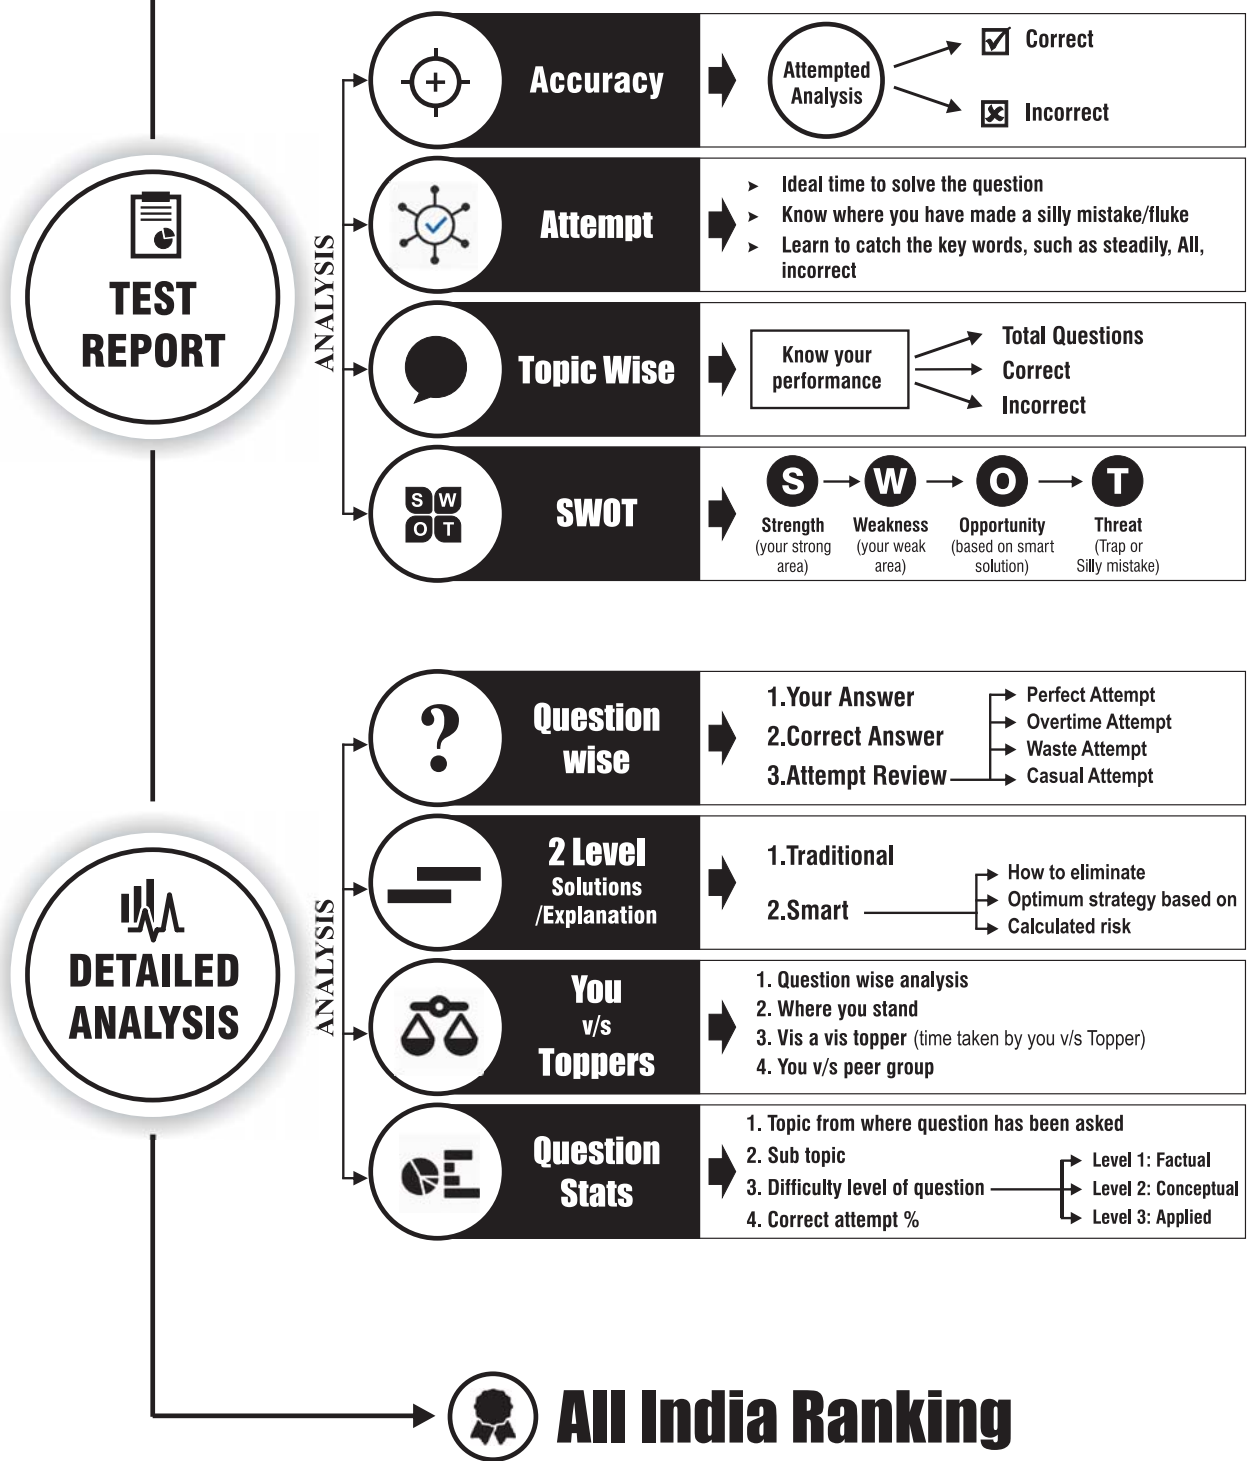 TEST
REPORT
ANALYSIS
Accuracy
Attempted
Analysis
Correct
Incorrect
Attempt
➤ Ideal time to solve the question
➤ Know where you have made a silly mistake/fluke
➤ Learn to catch the key words, such as steadily, All,
incorrect
Topic Wise
Know your
performance
Total Questions
Correct
Incorrect
S W
O T
SWOT
S W O T
Strength Weakness Opportunity Threat
(your strong (your weak (based on smart (Trap or
area) area) solution) Silly mistake)
DETAILED
ANALYSIS
ANALYSIS
?
Question
wise
1.Your Answer
2.Correct Answer
3.Attempt Review
Perfect Attempt
Overtime Attempt
Waste Attempt
Casual Attempt
2 Level
Solutions
/Explanation
1.Traditional
2.Smart
How to eliminate
Optimum strategy based on
Calculated risk
You
v/s
Toppers
1. Question wise analysis
2. Where you stand
3. Vis a vis topper (time taken by you v/s Topper)
4. You v/s peer group
Question
Stats
1. Topic from where question has been asked
2. Sub topic
3. Difficulty level of question
4. Correct attempt %
Level 1: Factual
Level 2: Conceptual
Level 3: Applied
All India Ranking